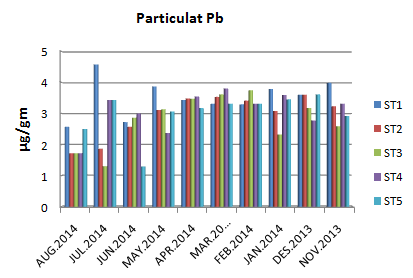 Particulat Pb
µg/gm
5
4
3
2
1
0
AUG.2014
JUL.2014
JUN.2014
MAY.2014
APR.2014
MAR.20...
FEB.2014
JAN.2014
DES.2013
NOV.2013
ST1
ST2
ST3
ST4
ST5